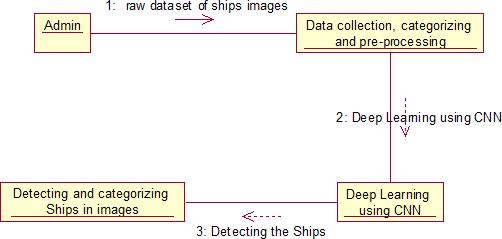 1: raw dataset of ships images
Admin
Data collection, categorizing
and pre-processing
2: Deep Learning using CNN
Detecting and categorizing
Ships in images
Deep Learning
using CNN
3: Detecting the Ships